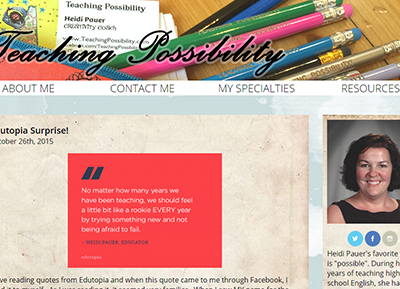 Teaching Possibility
Heidi Pauer
CREATIVITY COACH
www.TeachingPossibility.com
Teaching Possibility
ABOUT ME
CONTACT ME
MY SPECIALTIES
RESOURCES
utopia Surprise!
tober 26th, 2015
No matter how many years we
have been teaching, we should feel
a little bit like a rookie EVERY year
by trying something new and not
being afraid to fail.
– HEIDI PAUER, EDUCATOR
edutopia
ve reading quotes from Edutopia and when this quote came to me through Facebook, I
Heidi Pauer's favorite
is "possible". During h
years of teaching high
school English, she ha